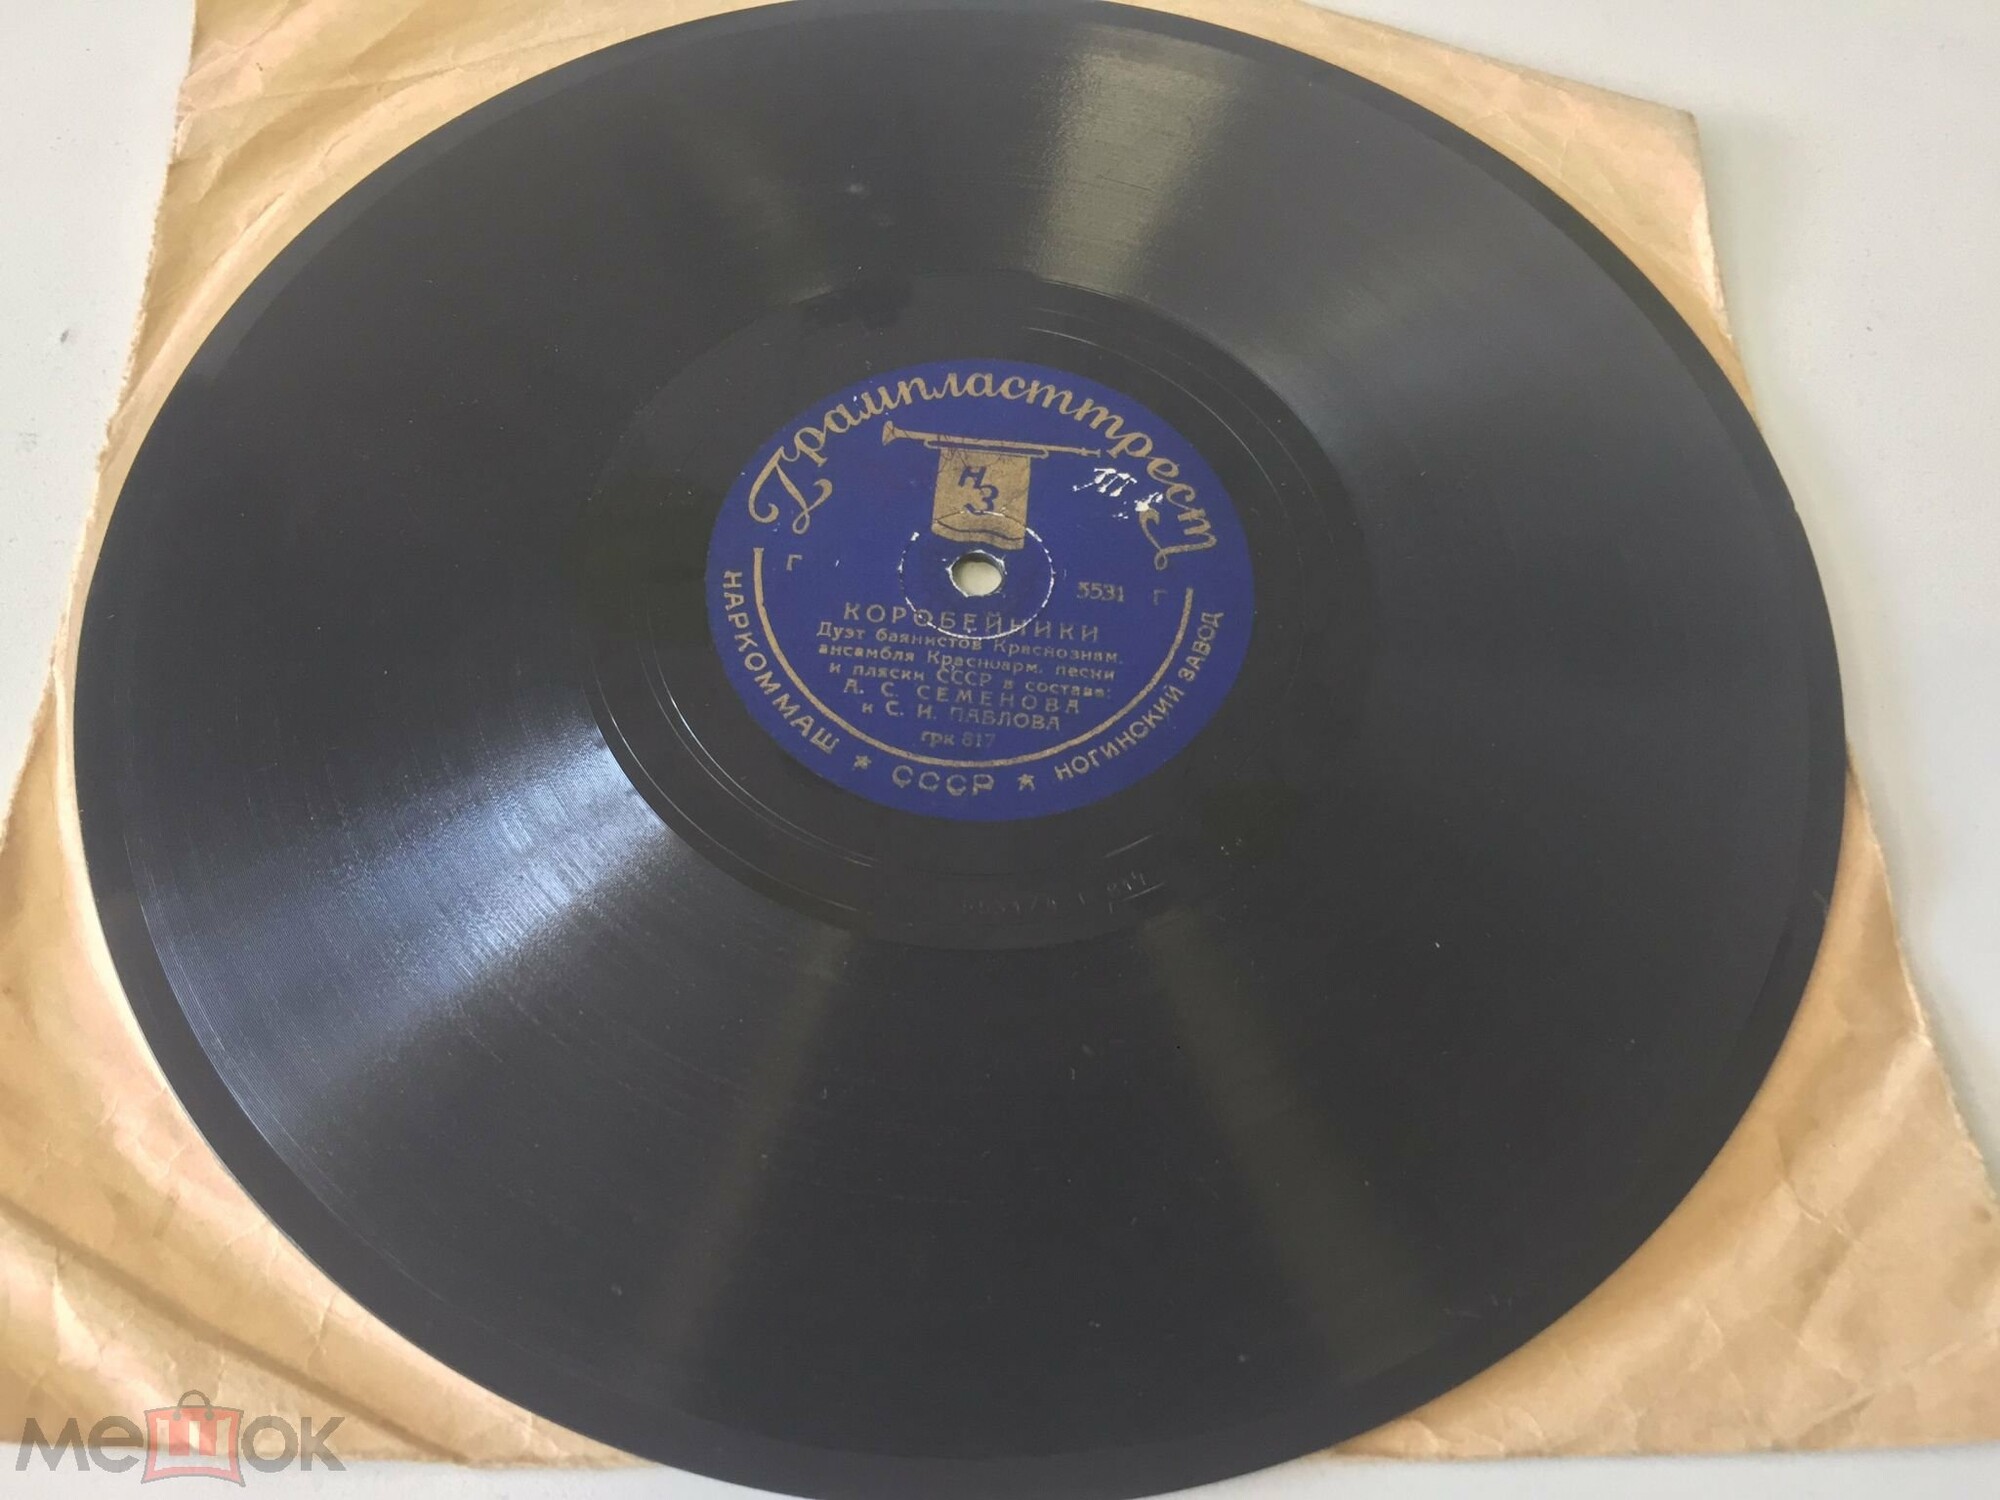 Грампласттрест
НЗ
Г 5531 Г
КОРОБЕЙНИКИ
Дуэт баянистов Краснознам.
ансамбля Красноарм. песни
и пляски СССР в составе:
А. С. СЕМЕНОВА
и С. И. ПАВЛОВА
грк 817
НАРКОММАШ ★ СССР ★ НОГИНСКИЙ ЗАВОД
мешок